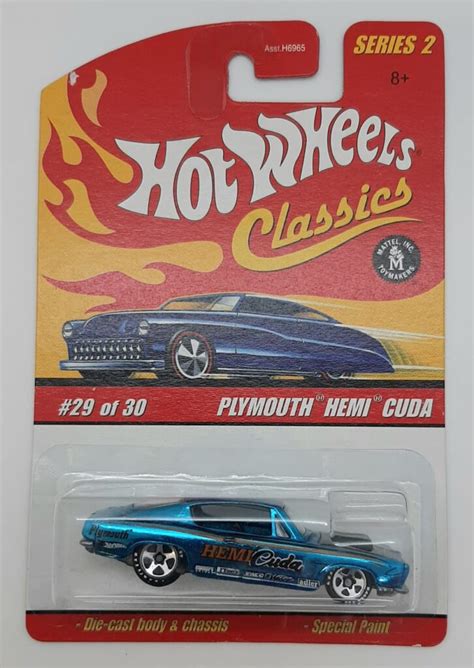 Asst.H6965
SERIES 2
8+
HOT WHEELS
Classics
MATTEL, INC.
M
TOYMAKERS
#29 of 30
PLYMOUTH® HEMI® CUDA
Plymouth
HEMI Cuda
adler
- Die-cast body & chassis
- Special Paint